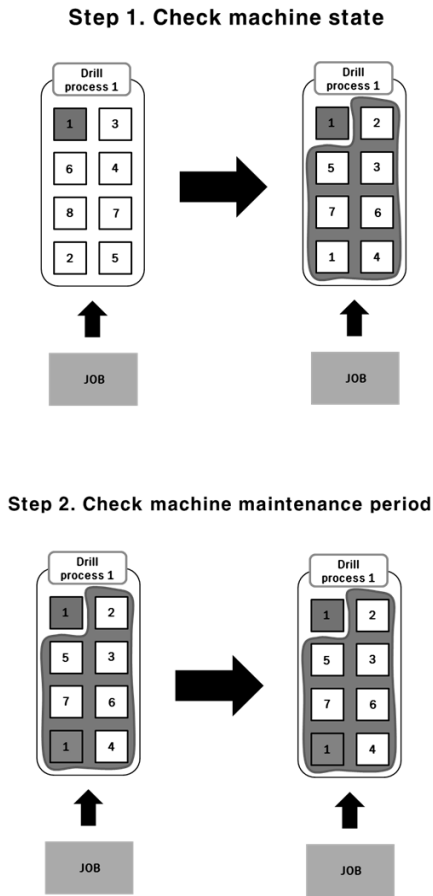 Step 1. Check machine state
Drill
process 1
1 3
6 4
8 7
2 5
JOB
Drill
process 1
1 2
5 3
7 6
1 4
JOB
Step 2. Check machine maintenance period
Drill
process 1
1 2
5 3
7 6
1 4
JOB
Drill
process 1
1 2
5 3
7 6
1 4
JOB